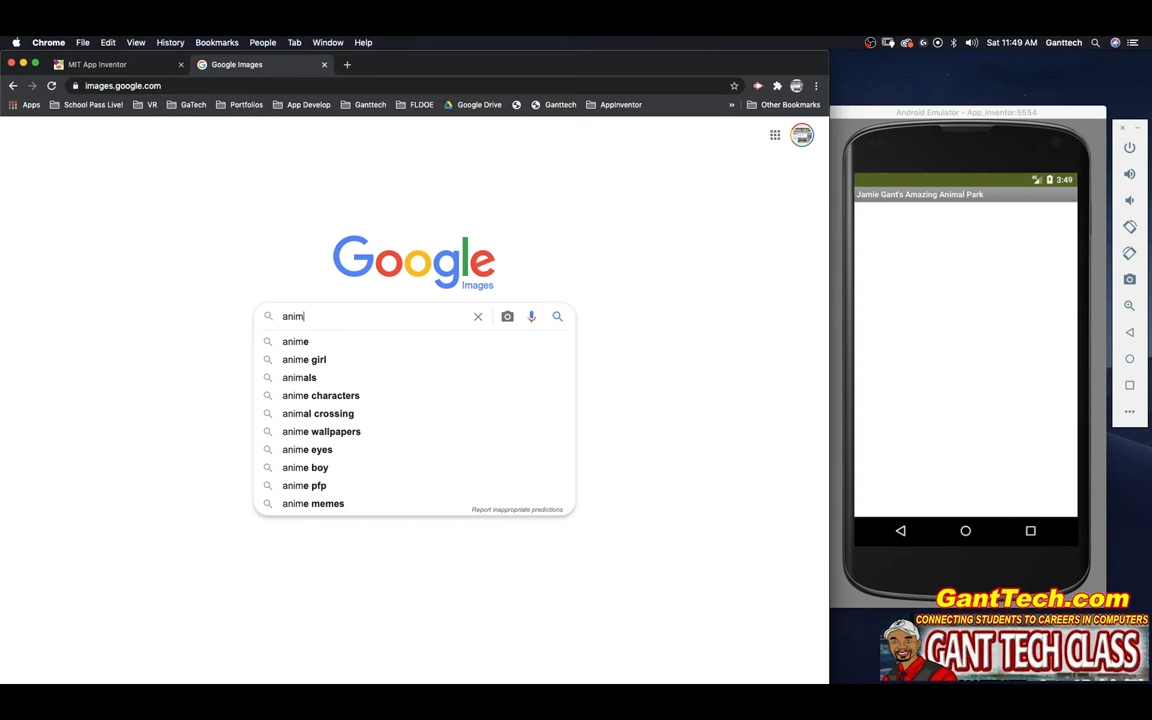 Chrome File Edit View History Bookmarks People Tab Window Help
Sat 11:49 AM Ganttech
MIT App Inventor
Google Images
images.google.com
Apps School Pass Live! VR GaTech Portfolios App Develop Ganttech FLDOE Google Drive Ganttech AppInventor » Other Bookmarks
Google
Images
anim
anime
anime girl
animals
anime characters
animal crossing
anime wallpapers
anime eyes
anime boy
anime pfp
anime memes
Report inappropriate predictions
Android Emulator - App_Inventor:5554
3:49
Jamie Gant's Amazing Animal Park
GantTech.com
CONNECTING STUDENTS TO CAREERS IN COMPUTERS
GANT TECH CLASS